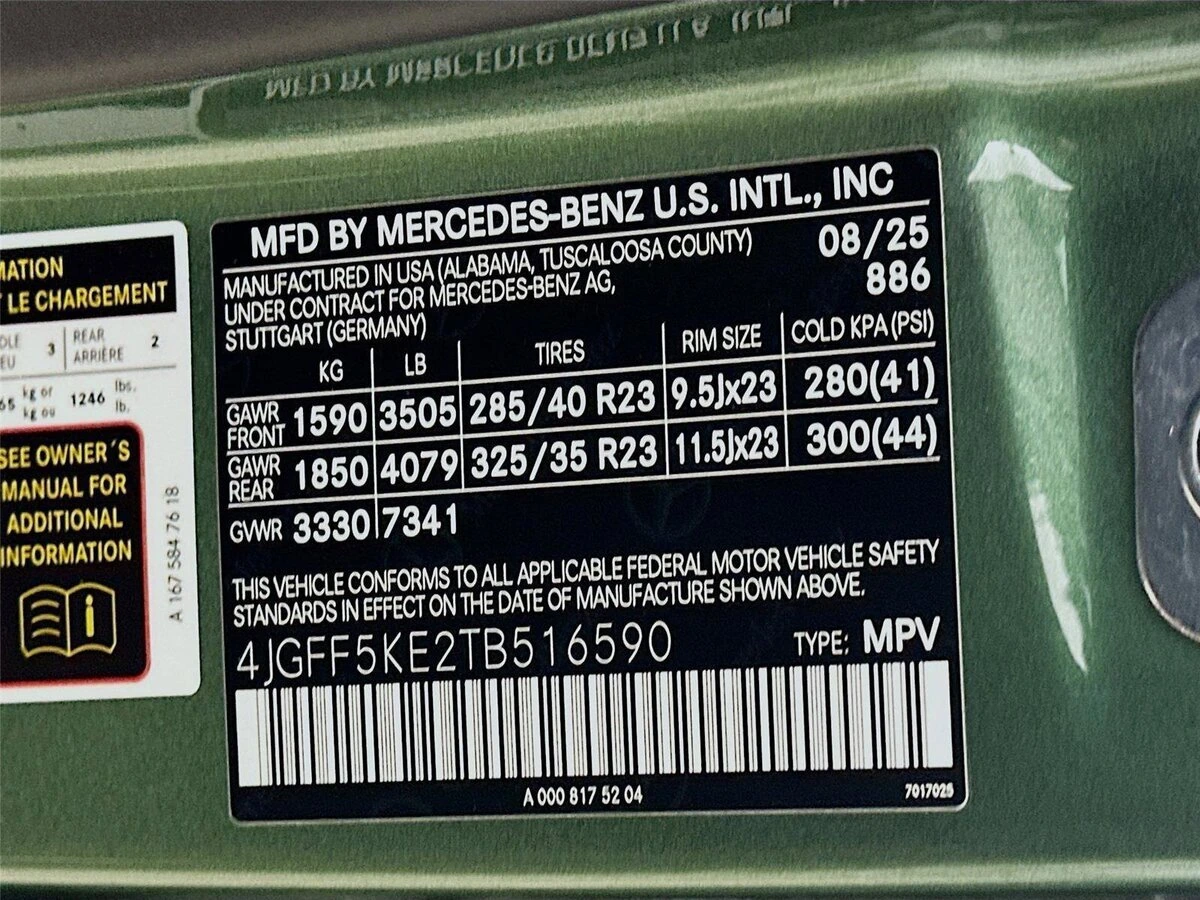 MATION
LE CHARGEMENT
REAR
3 ARRIÈRE 2
kg or 1246 lbs.
kg ou lb.
SEE OWNER´S
MANUAL FOR
ADDITIONAL
INFORMATION
A 167 584 76 18
MFD BY MERCEDES-BENZ U.S. INTL., INC
MANUFACTURED IN USA (ALABAMA, TUSCALOOSA COUNTY) 08/25
UNDER CONTRACT FOR MERCEDES-BENZ AG, 886
STUTTGART (GERMANY)
KG LB TIRES RIM SIZE COLD KPA (PSI)
GAWR FRONT 1590 3505 285/40 R23 9.5Jx23 280(41)
GAWR REAR 1850 4079 325/35 R23 11.5Jx23 300(44)
GVWR 3330 7341
THIS VEHICLE CONFORMS TO ALL APPLICABLE FEDERAL MOTOR VEHICLE SAFETY
STANDARDS IN EFFECT ON THE DATE OF MANUFACTURE SHOWN ABOVE.
4JGFF5KE2TB516590 TYPE: MPV
A 000 817 52 04 7017025